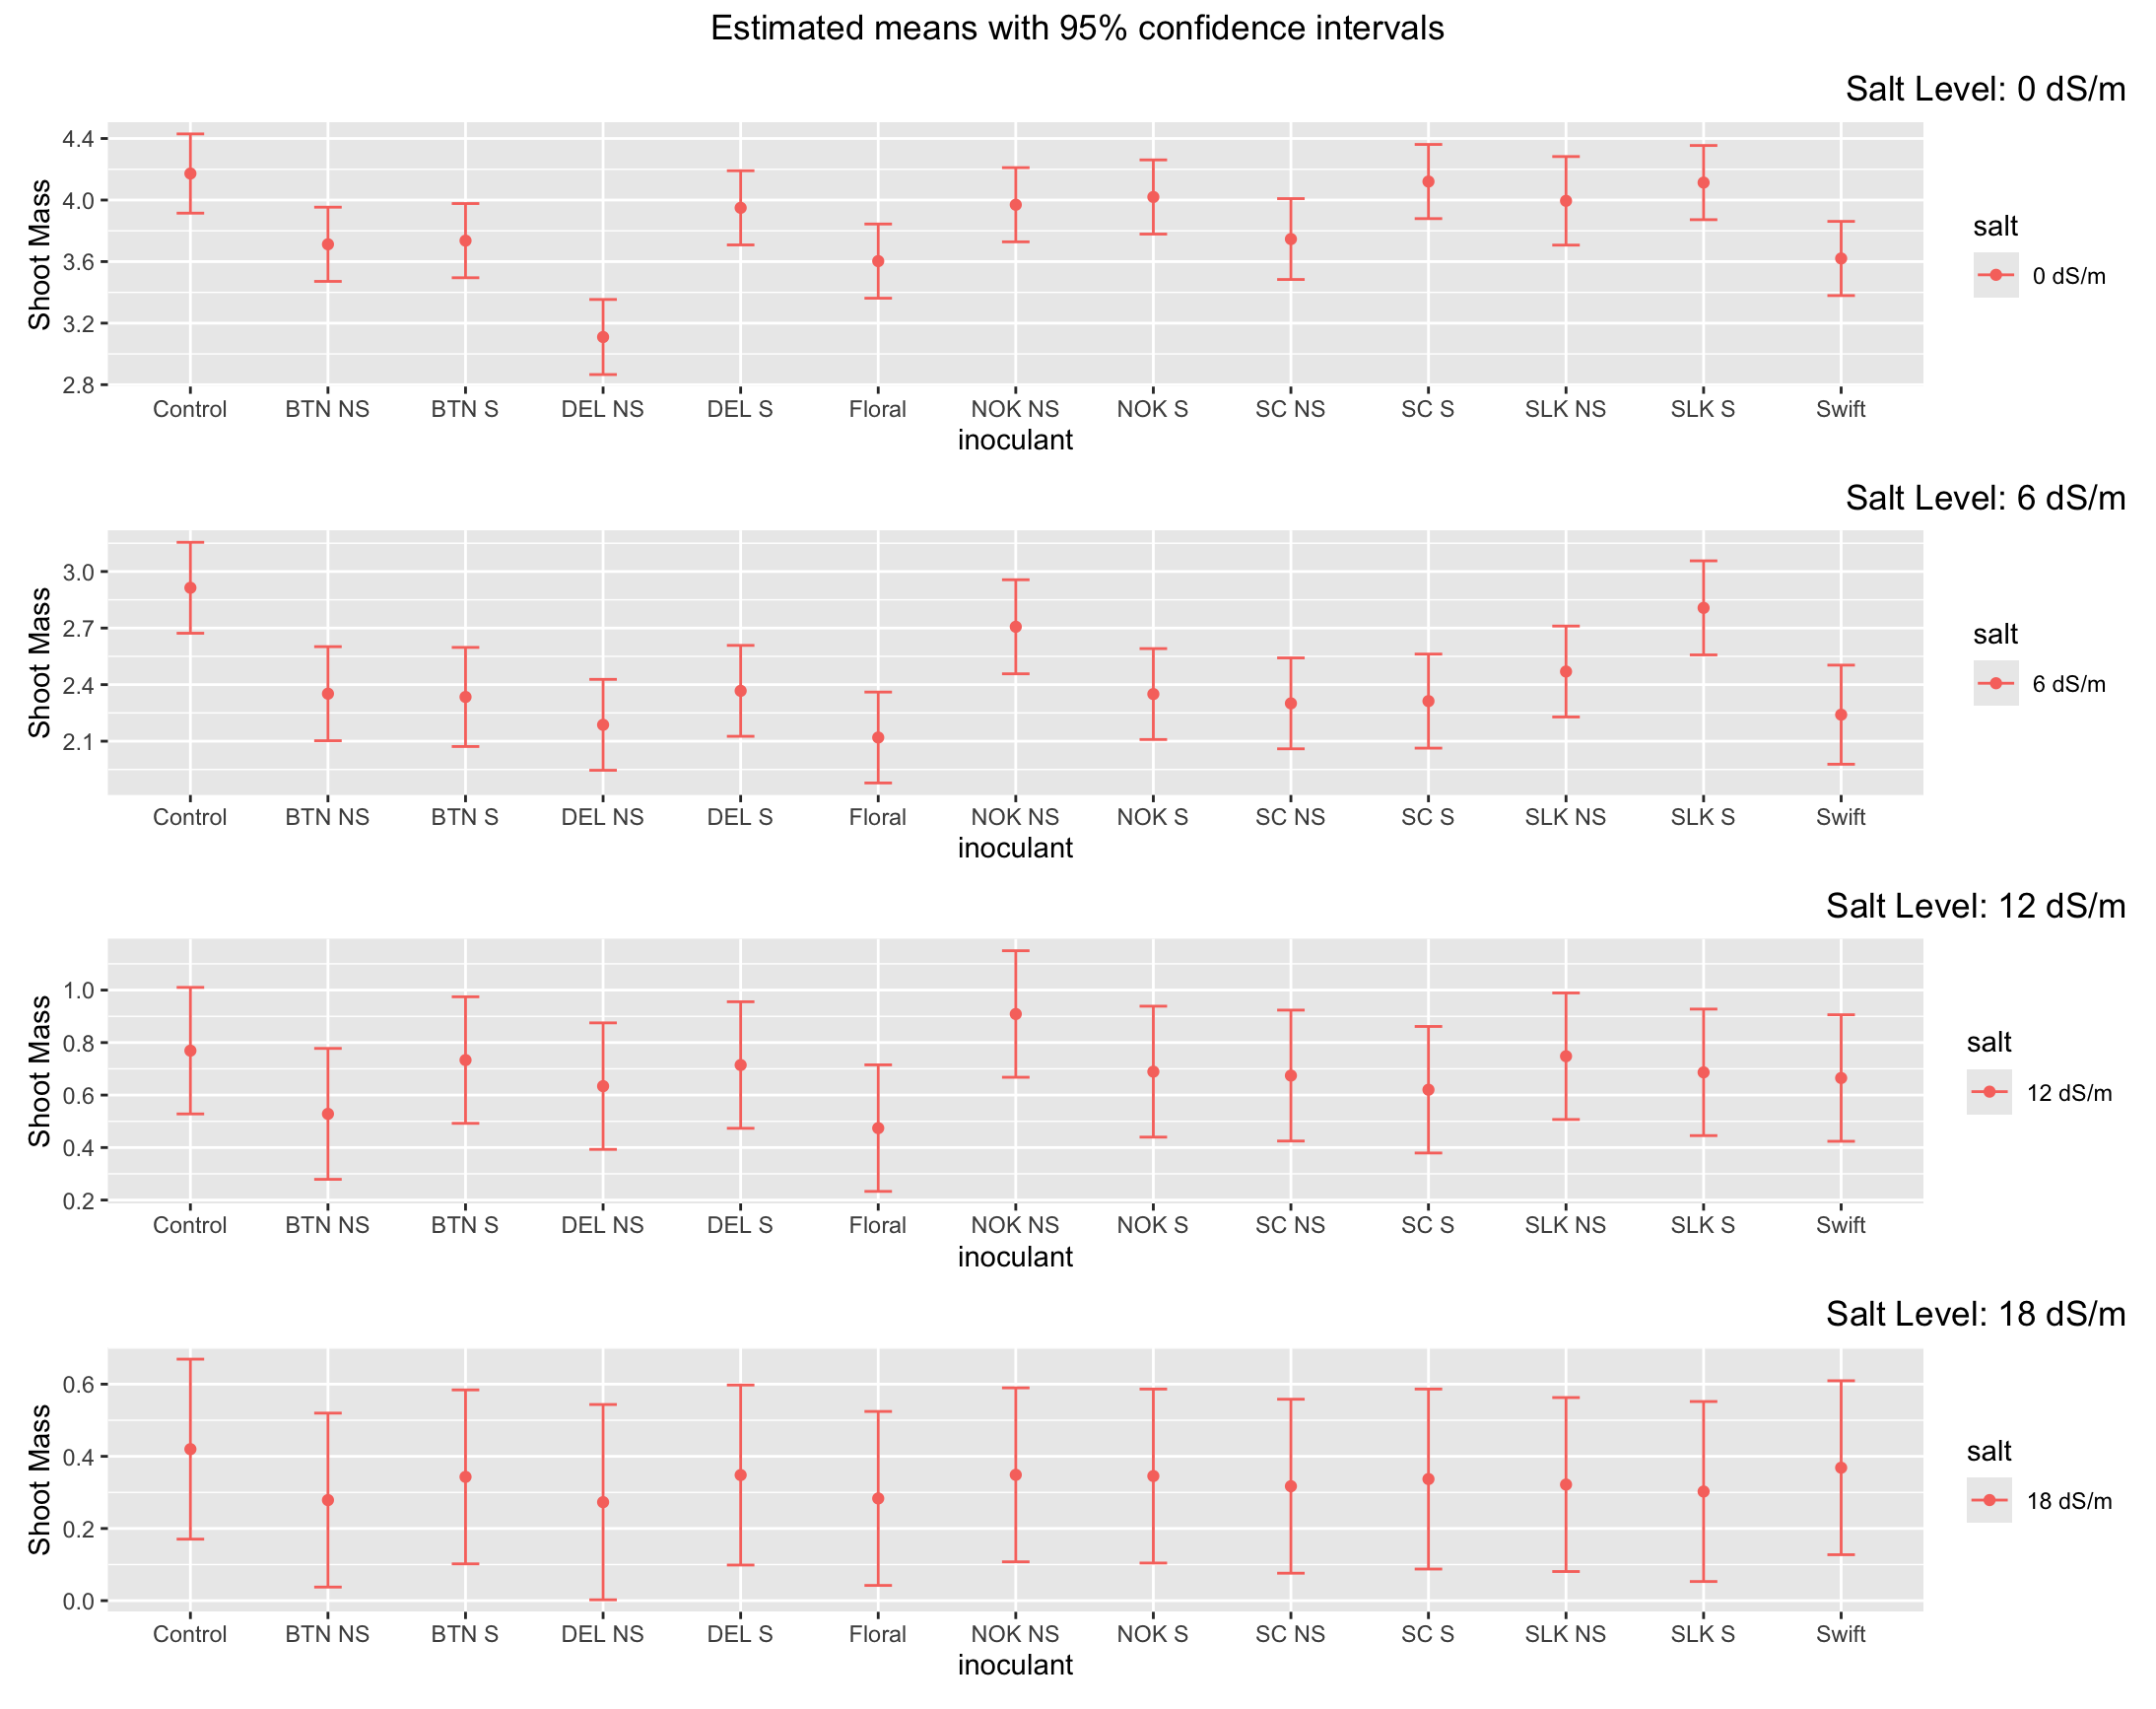 Estimated means with 95% confidence intervals
Salt Level: 0 dS/m
Shoot Mass
4.4
4.0
3.6
3.2
2.8
Control BTN NS BTN S DEL NS DEL S Floral NOK NS NOK S SC NS SC S SLK NS SLK S Swift
inoculant
salt
0 dS/m
Salt Level: 6 dS/m
Shoot Mass
3.0
2.7
2.4
2.1
Control BTN NS BTN S DEL NS DEL S Floral NOK NS NOK S SC NS SC S SLK NS SLK S Swift
inoculant
salt
6 dS/m
Salt Level: 12 dS/m
Shoot Mass
1.0
0.8
0.6
0.4
0.2
Control BTN NS BTN S DEL NS DEL S Floral NOK NS NOK S SC NS SC S SLK NS SLK S Swift
inoculant
salt
12 dS/m
Salt Level: 18 dS/m
Shoot Mass
0.6
0.4
0.2
0.0
Control BTN NS BTN S DEL NS DEL S Floral NOK NS NOK S SC NS SC S SLK NS SLK S Swift
inoculant
salt
18 dS/m